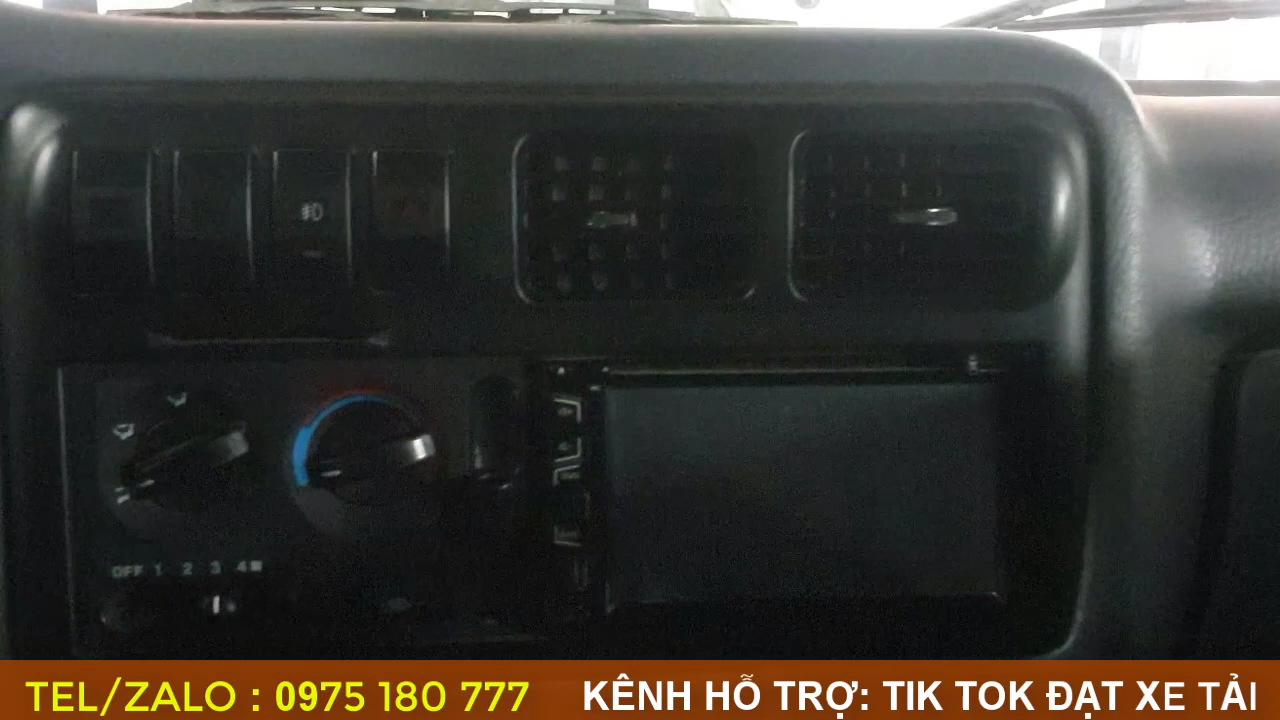 OFF 1 2 3 4
TEL/ZALO : 0975 180 777 KÊNH HỖ TRỢ: TIK TOK ĐẠT XE TẢI